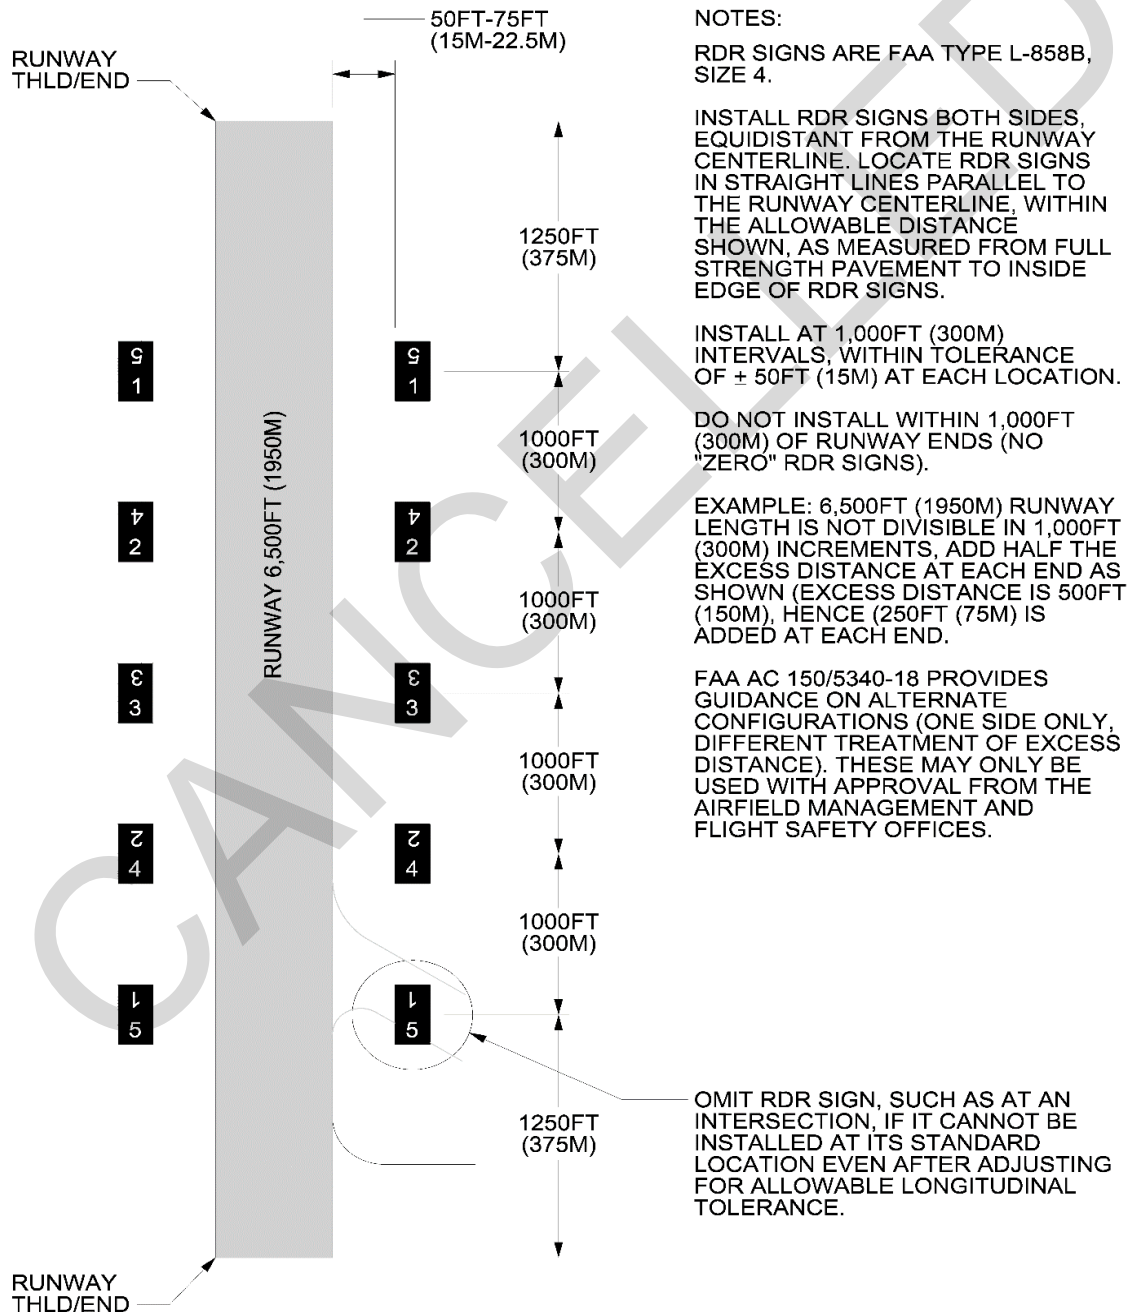 50FT-75FT
(15M-22.5M)
RUNWAY
THLD/END
NOTES:
RDR SIGNS ARE FAA TYPE L-858B,
SIZE 4.
INSTALL RDR SIGNS BOTH SIDES,
EQUIDISTANT FROM THE RUNWAY
CENTERLINE. LOCATE RDR SIGNS
IN STRAIGHT LINES PARALLEL TO
THE RUNWAY CENTERLINE, WITHIN
THE ALLOWABLE DISTANCE
SHOWN, AS MEASURED FROM FULL
STRENGTH PAVEMENT TO INSIDE
EDGE OF RDR SIGNS.
INSTALL AT 1,000FT (300M)
INTERVALS, WITHIN TOLERANCE
OF ± 50FT (15M) AT EACH LOCATION.
DO NOT INSTALL WITHIN 1,000FT
(300M) OF RUNWAY ENDS (NO
"ZERO" RDR SIGNS).
EXAMPLE: 6,500FT (1950M) RUNWAY
LENGTH IS NOT DIVISIBLE IN 1,000FT
(300M) INCREMENTS, ADD HALF THE
EXCESS DISTANCE AT EACH END AS
SHOWN (EXCESS DISTANCE IS 500FT
(150M), HENCE (250FT (75M) IS
ADDED AT EACH END.
FAA AC 150/5340-18 PROVIDES
GUIDANCE ON ALTERNATE
CONFIGURATIONS (ONE SIDE ONLY,
DIFFERENT TREATMENT OF EXCESS
DISTANCE). THESE MAY ONLY BE
USED WITH APPROVAL FROM THE
AIRFIELD MANAGEMENT AND
FLIGHT SAFETY OFFICES.
1250FT
(375M)
5
1
5
1
1000FT
(300M)
RUNWAY 6,500FT (1950M)
4
2
4
2
1000FT
(300M)
3
3
3
3
1000FT
(300M)
2
4
2
4
1000FT
(300M)
1
5
1
5
1250FT
(375M)
OMIT RDR SIGN, SUCH AS AT AN
INTERSECTION, IF IT CANNOT BE
INSTALLED AT ITS STANDARD
LOCATION EVEN AFTER ADJUSTING
FOR ALLOWABLE LONGITUDINAL
TOLERANCE.
RUNWAY
THLD/END
CANCELLED